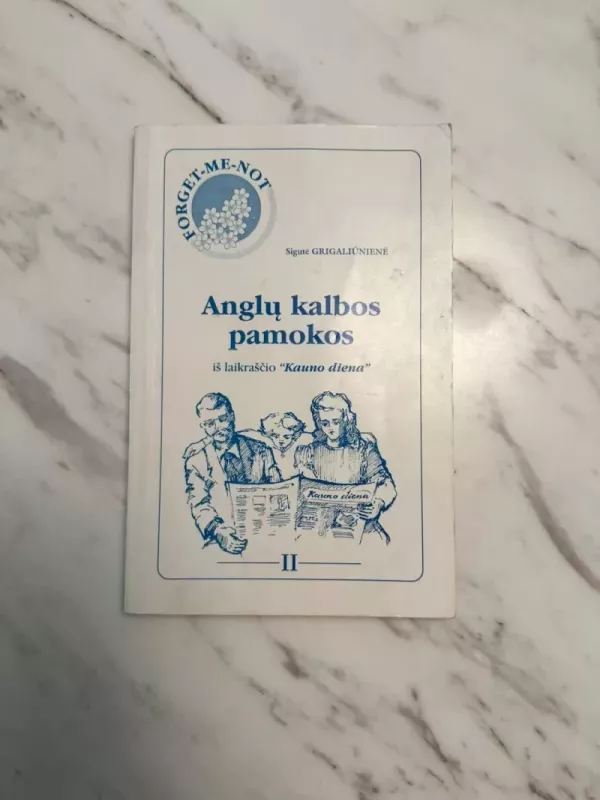 FORGET-ME-NOT
Sigutė GRIGALIŪNIENĖ
Anglų kalbos
pamokos
iš laikraščio "Kauno diena"
Kauno diena
II